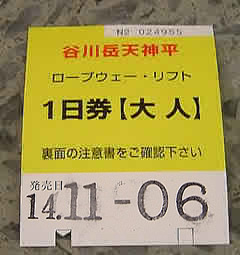 No 024955
谷川岳天神平
ロープウェー・リフト
1日券【大人】
裏面の注意書をご確認下さい
発売日
14.11-06